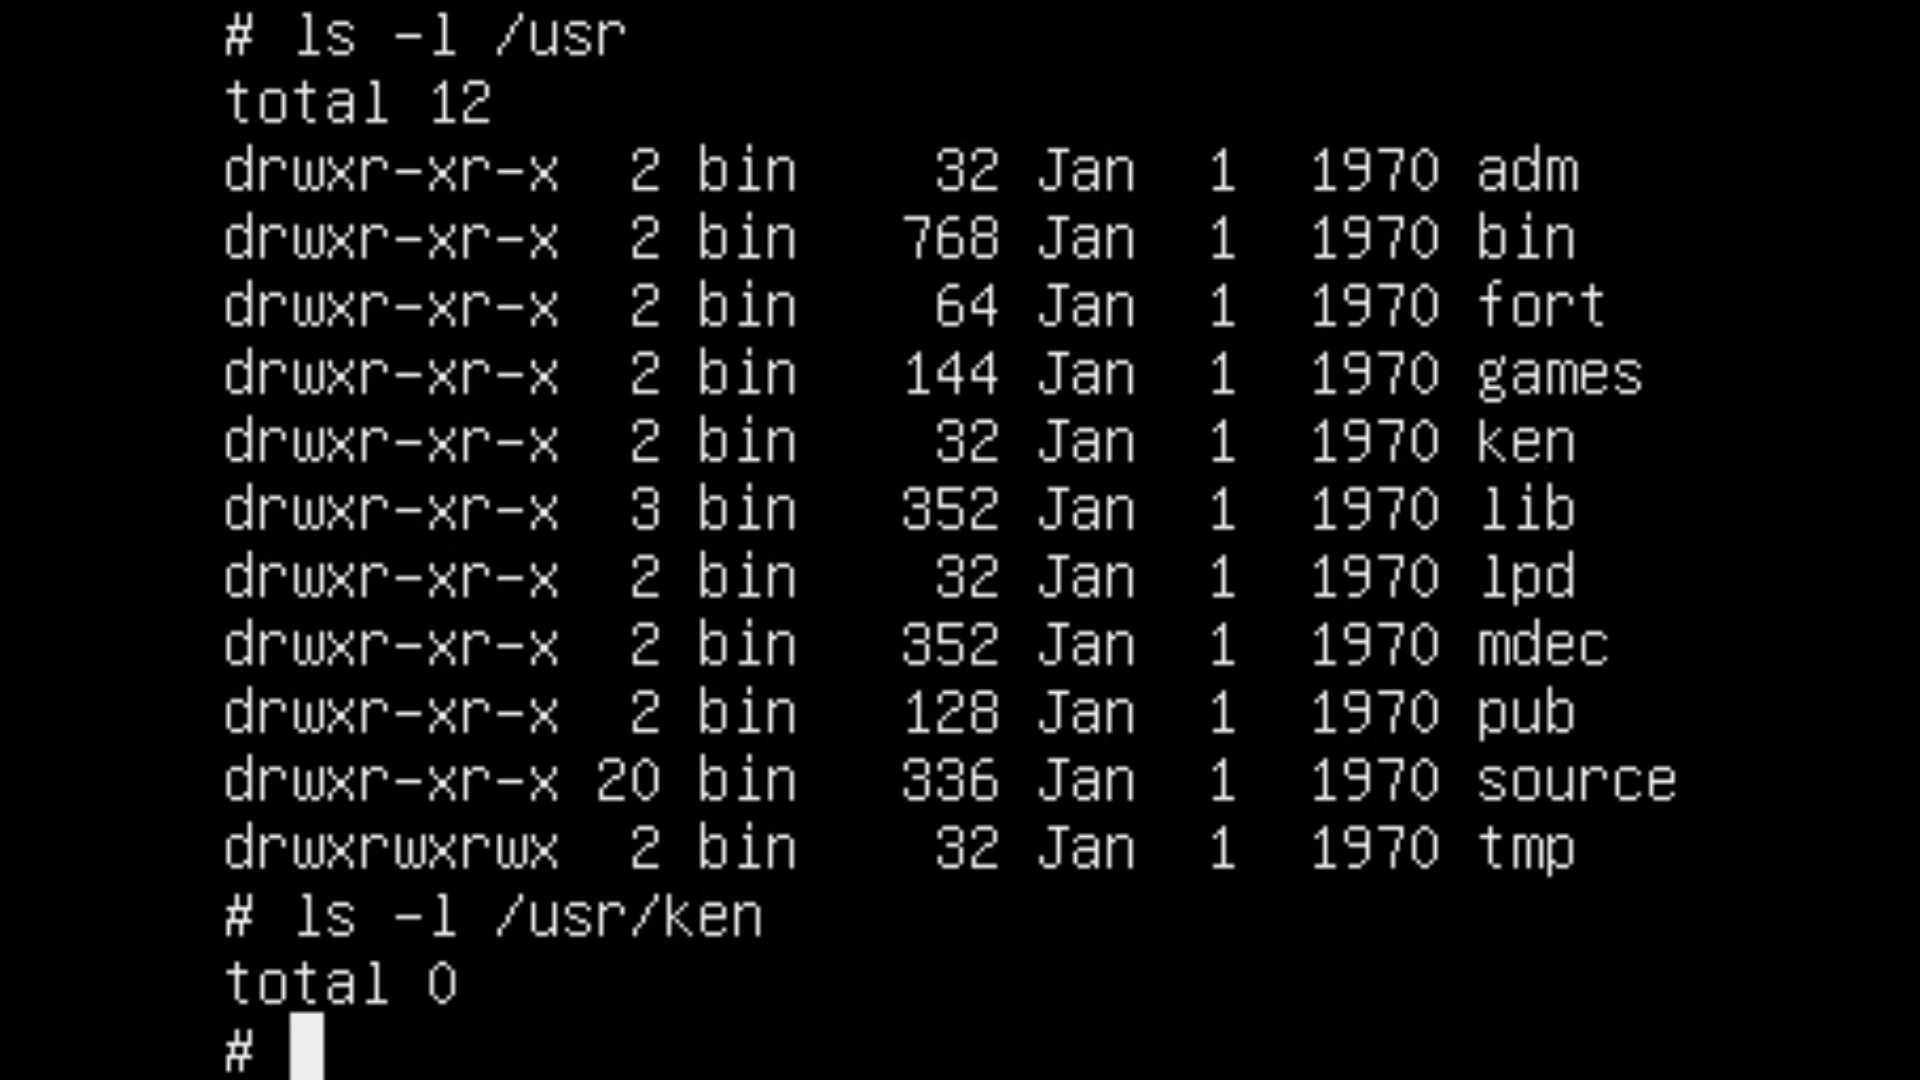 # ls -l /usr
total 12
drwxr-xr-x  2 bin    32 Jan  1  1970 adm
drwxr-xr-x  2 bin   768 Jan  1  1970 bin
drwxr-xr-x  2 bin    64 Jan  1  1970 fort
drwxr-xr-x  2 bin   144 Jan  1  1970 games
drwxr-xr-x  2 bin    32 Jan  1  1970 ken
drwxr-xr-x  3 bin   352 Jan  1  1970 lib
drwxr-xr-x  2 bin    32 Jan  1  1970 lpd
drwxr-xr-x  2 bin   352 Jan  1  1970 mdec
drwxr-xr-x  2 bin   128 Jan  1  1970 pub
drwxr-xr-x 20 bin   336 Jan  1  1970 source
drwxrwxrwx  2 bin    32 Jan  1  1970 tmp
# ls -l /usr/ken
total 0
#